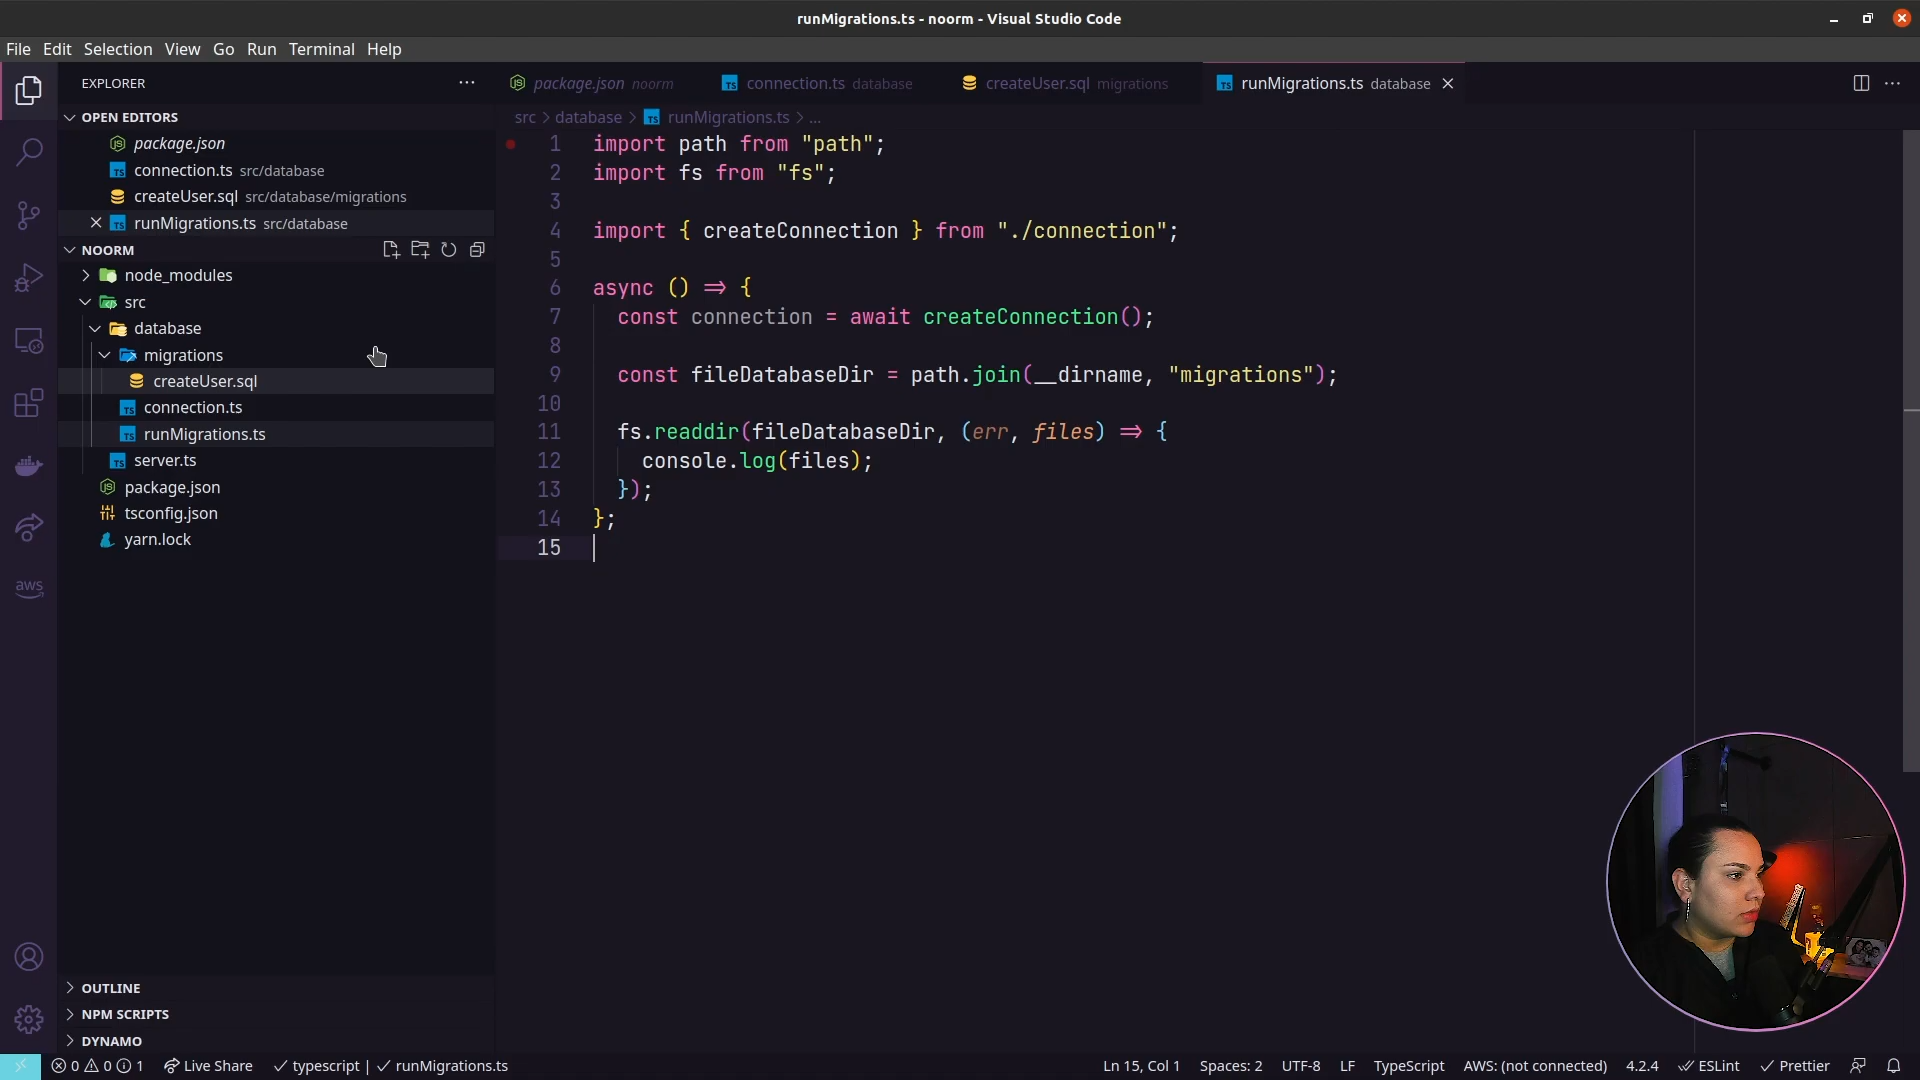 runMigrations.ts - noorm - Visual Studio Code
File Edit Selection View Go Run Terminal Help
EXPLORER
package.json noorm
connection.ts database
createUser.sql migrations
runMigrations.ts database
OPEN EDITORS
package.json
connection.ts src/database
createUser.sql src/database/migrations
runMigrations.ts src/database
NOORM
node_modules
src
database
migrations
createUser.sql
connection.ts
runMigrations.ts
server.ts
package.json
tsconfig.json
yarn.lock
aws
OUTLINE
NPM SCRIPTS
DYNAMO
src > database > runMigrations.ts > ...
1 import path from "path";
2 import fs from "fs";
3
4 import { createConnection } from "./connection";
5
6 async () => {
7 const connection = await createConnection();
8
9 const fileDatabaseDir = path.join(__dirname, "migrations");
10
11 fs.readdir(fileDatabaseDir, (err, files) => {
12 console.log(files);
13 });
14 };
15
0 0 1 Live Share typescript | runMigrations.ts
Ln 15, Col 1 Spaces: 2 UTF-8 LF TypeScript AWS: (not connected) 4.2.4 ESLint Prettier